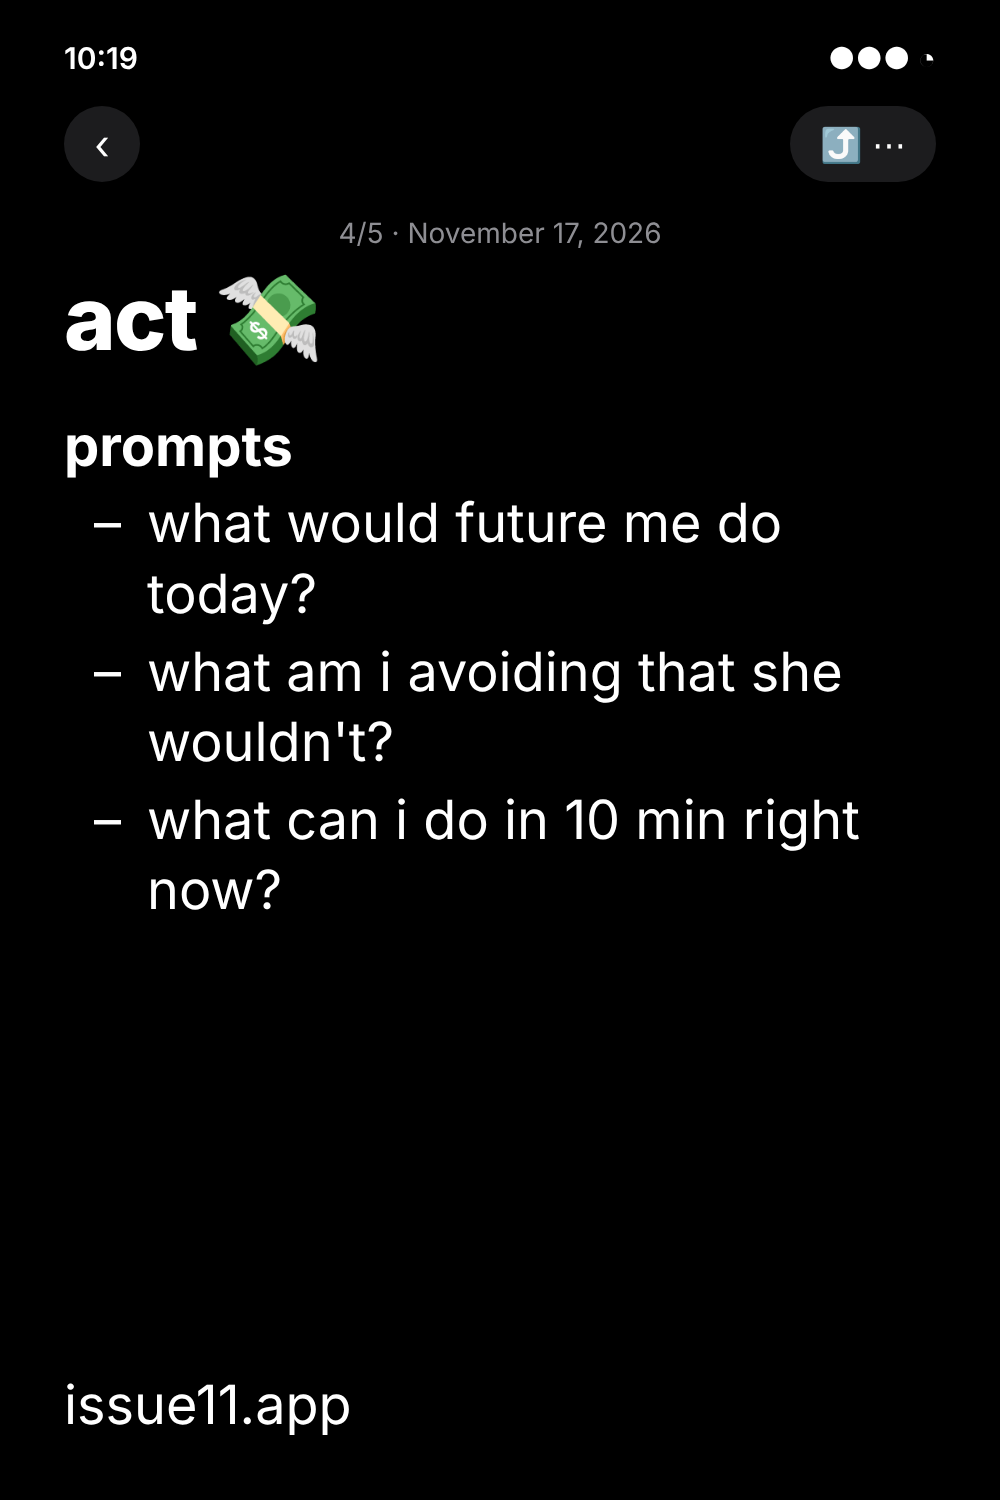 10:19
4/5 · November 17, 2026
act 💸
prompts
– what would future me do
today?
– what am i avoiding that she
wouldn't?
– what can i do in 10 min right
now?
issue11.app